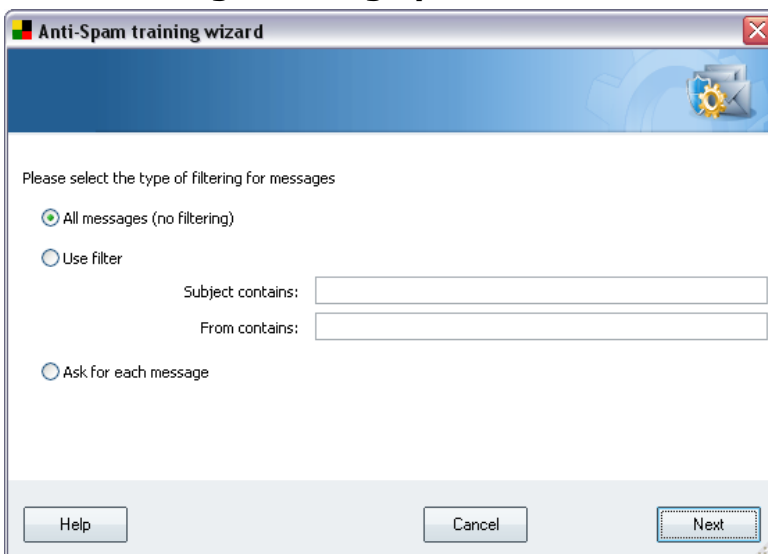 Anti-Spam training wizard
Please select the type of filtering for messages
All messages (no filtering)
Use filter
Subject contains:
From contains:
Ask for each message
Help Cancel Next